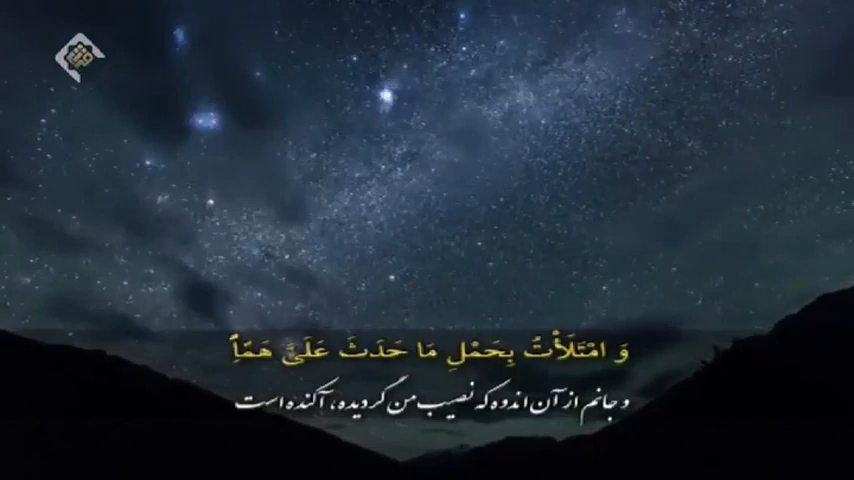 وَ امْتَلَأْتُ بِحَمْلِ مَا حَدَثَ عَلَيَّ هَمّاً
و جانم از آن اندوه که نصیب من گردیده، آکنده است